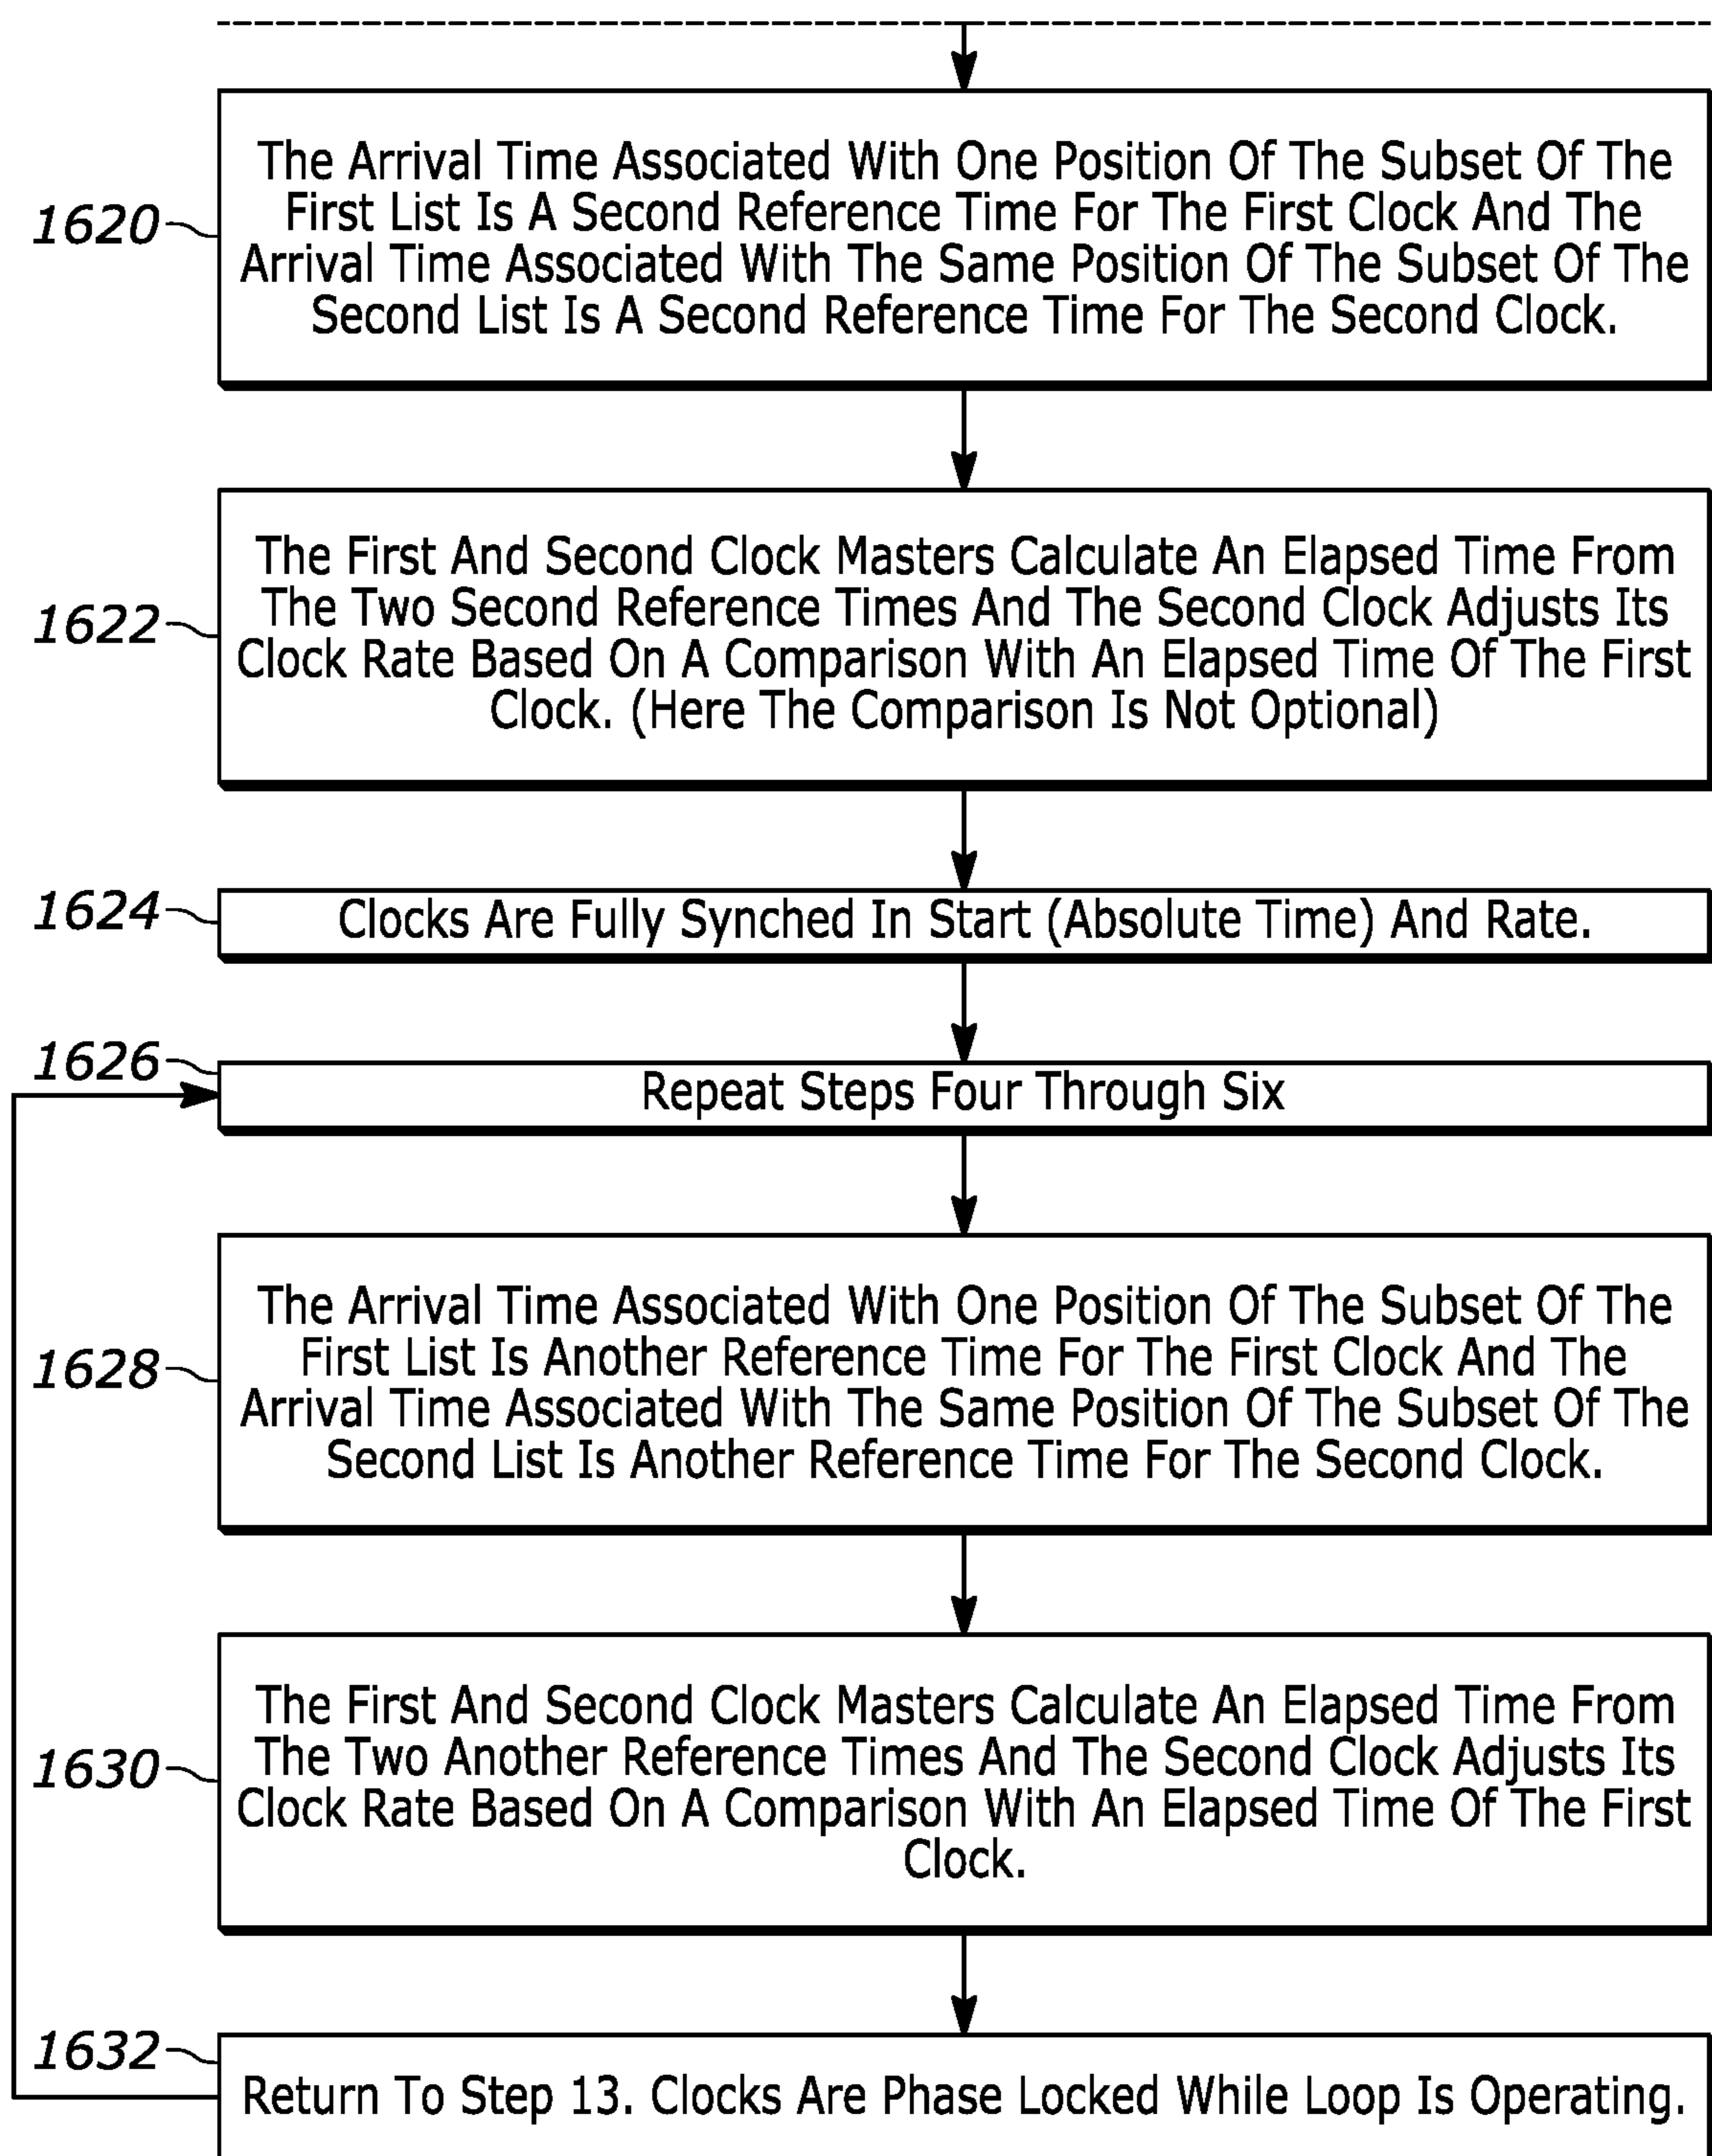 The Arrival Time Associated With One Position Of The Subset Of The
First List Is A Second Reference Time For The First Clock And The
1620
Arrival Time Associated With The Same Position Of The Subset Of The
Second List Is A Second Reference Time For The Second Clock.
The First And Second Clock Masters Calculate An Elapsed Time From
The Two Second Reference Times And The Second Clock Adjusts Its
1622
Clock Rate Based On A Comparison With An Elapsed Time Of The First
Clock. (Here The Comparison Is Not Optional)
1624
Clocks Are Fully Synched In Start (Absolute Time) And Rate.
1626
Repeat Steps Four Through Six
The Arrival Time Associated With One Position Of The Subset Of The
First List Is Another Reference Time For The First Clock And The
1628
Arrival Time Associated With The Same Position Of The Subset Of The
Second List Is Another Reference Time For The Second Clock.
The First And Second Clock Masters Calculate An Elapsed Time From
The Two Another Reference Times And The Second Clock Adjusts Its
1630
Clock Rate Based On A Comparison With An Elapsed Time Of The First
Clock.
1632
Return To Step 13. Clocks Are Phase Locked While Loop Is Operating.